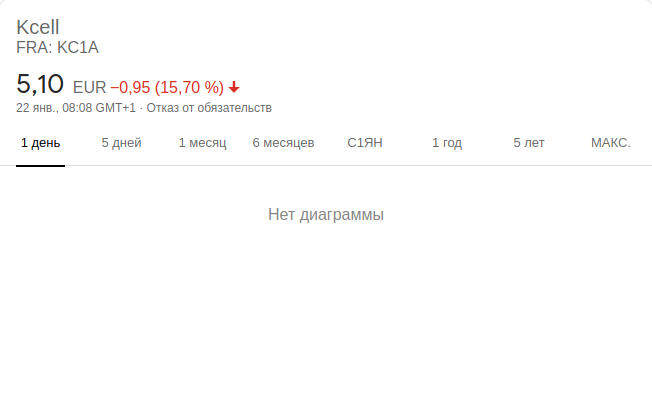 Kcell
FRA: KC1A
5,10 EUR −0,95 (15,70 %)
22 янв., 08:08 GMT+1 · Отказ от обязательств
1 день 5 дней 1 месяц 6 месяцев С1ЯН 1 год 5 лет МАКС.
Нет диаграммы